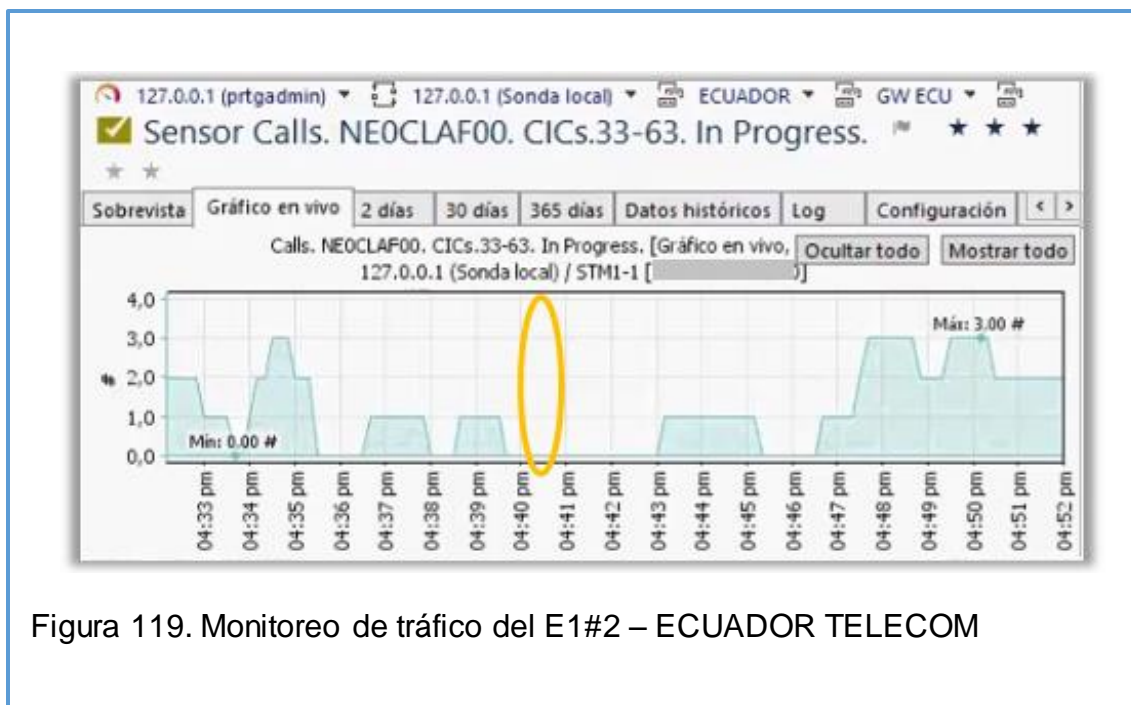 127.0.0.1 (prtgadmin) 127.0.0.1 (Sonda local) ECUADOR GW ECU
Sensor Calls. NE0CLAF00. CICs.33-63. In Progress.
Sobrevista Gráfico en vivo 2 días 30 días 365 días Datos históricos Log Configuración < >
Calls. NE0CLAF00. CICs.33-63. In Progress. [Gráfico en vivo, Ocultar todo Mostrar todo
127.0.0.1 (Sonda local) / STM1-1 [ )]
4,0
Máx: 3,00 #
3,0
# 2,0
1,0
Mín: 0,00 #
0,0
04:33 pm 04:34 pm 04:35 pm 04:36 pm 04:37 pm 04:38 pm 04:39 pm 04:40 pm 04:41 pm 04:42 pm 04:43 pm 04:44 pm 04:45 pm 04:46 pm 04:47 pm 04:48 pm 04:49 pm 04:50 pm 04:51 pm 04:52 pm
Figura 119. Monitoreo de tráfico del E1#2 – ECUADOR TELECOM